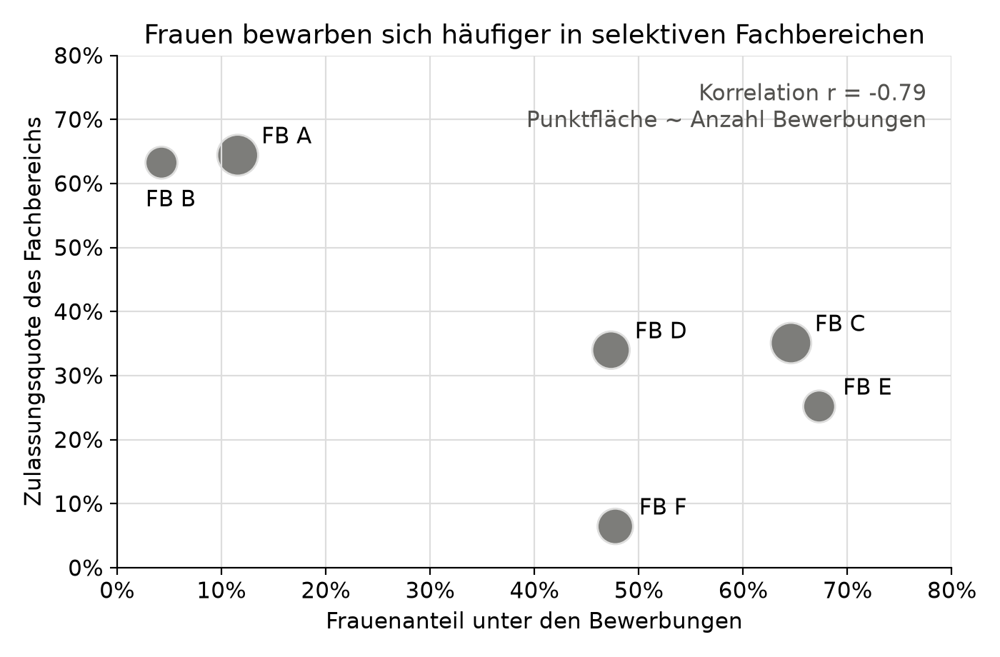 Frauen bewarben sich häufiger in selektiven Fachbereichen
Korrelation r = -0.79
Punktfläche ~ Anzahl Bewerbungen
Zulassungsquote des Fachbereichs
80%
70%
60%
50%
40%
30%
20%
10%
0%
FB A
FB B
FB C
FB D
FB E
FB F
0% 10% 20% 30% 40% 50% 60% 70% 80%
Frauenanteil unter den Bewerbungen